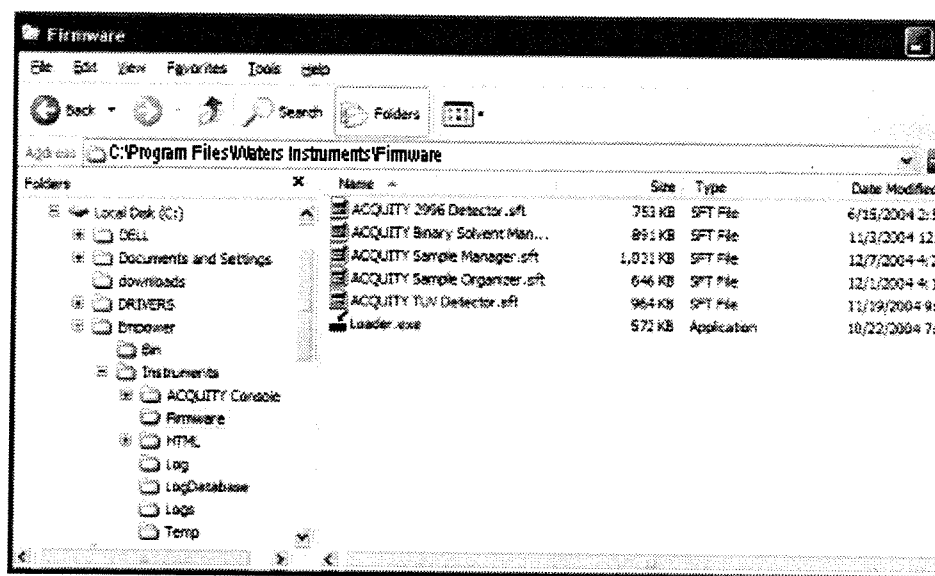 Firmware
File Edit View Favorites Tools Help
Back Search Folders
Address C:\Program Files\Waters Instruments\Firmware
Folders x Name Size Type Date Modified
Local Disk (C:)
DELL
Documents and Settings
downloads
DRIVERS
Empower
Bin
Instruments
ACQUITY Console
Firmware
HTML
Log
LogDatabase
Logs
Temp
ACQUITY 2996 Detector.sft 753 KB SFT File 6/15/2004
ACQUITY Binary Solvent Man... 891 KB SFT File 11/3/2004 12
ACQUITY Sample Manager.sft 1,031 KB SFT File 12/7/2004
ACQUITY Sample Organizer.sft 646 KB SFT File 12/1/2004
ACQUITY TUV Detector.sft 964 KB SFT File 11/19/2004
Loader.exe 572 KB Application 10/22/2004